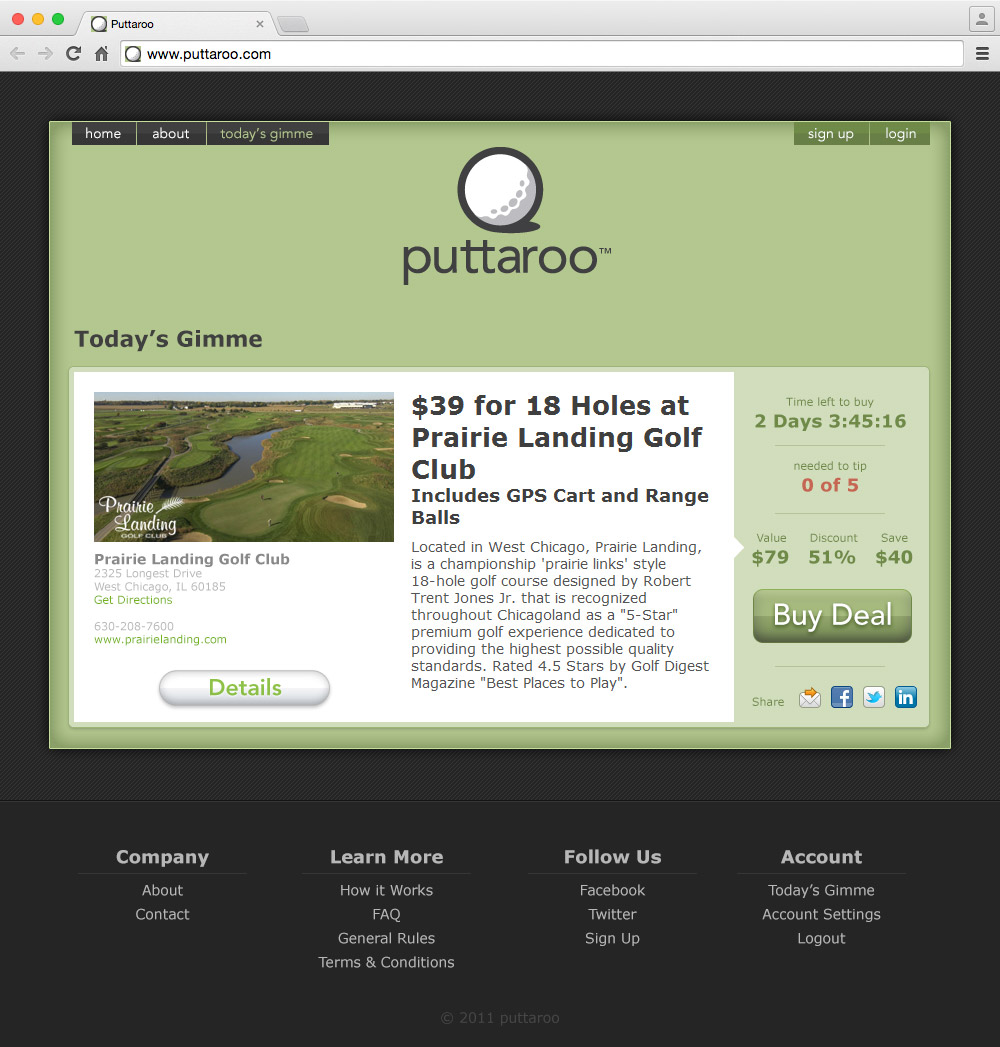 Puttaroo
www.puttaroo.com
home about today's gimme sign up login
puttaroo™
Today's Gimme
Prairie
Landing
GOLF CLUB
Prairie Landing Golf Club
2325 Longest Drive
West Chicago, IL 60185
Get Directions
630-208-7600
www.prairielanding.com
Details
$39 for 18 Holes at
Prairie Landing Golf
Club
Includes GPS Cart and Range
Balls
Located in West Chicago, Prairie Landing,
is a championship 'prairie links' style
18-hole golf course designed by Robert
Trent Jones Jr. that is recognized
throughout Chicagoland as a "5-Star"
premium golf experience dedicated to
providing the highest possible quality
standards. Rated 4.5 Stars by Golf Digest
Magazine "Best Places to Play".
Time left to buy
2 Days 3:45:16
needed to tip
0 of 5
Value Discount Save
$79 51% $40
Buy Deal
Share
Company
About
Contact
Learn More
How it Works
FAQ
General Rules
Terms & Conditions
Follow Us
Facebook
Twitter
Sign Up
Account
Today's Gimme
Account Settings
Logout
© 2011 puttaroo